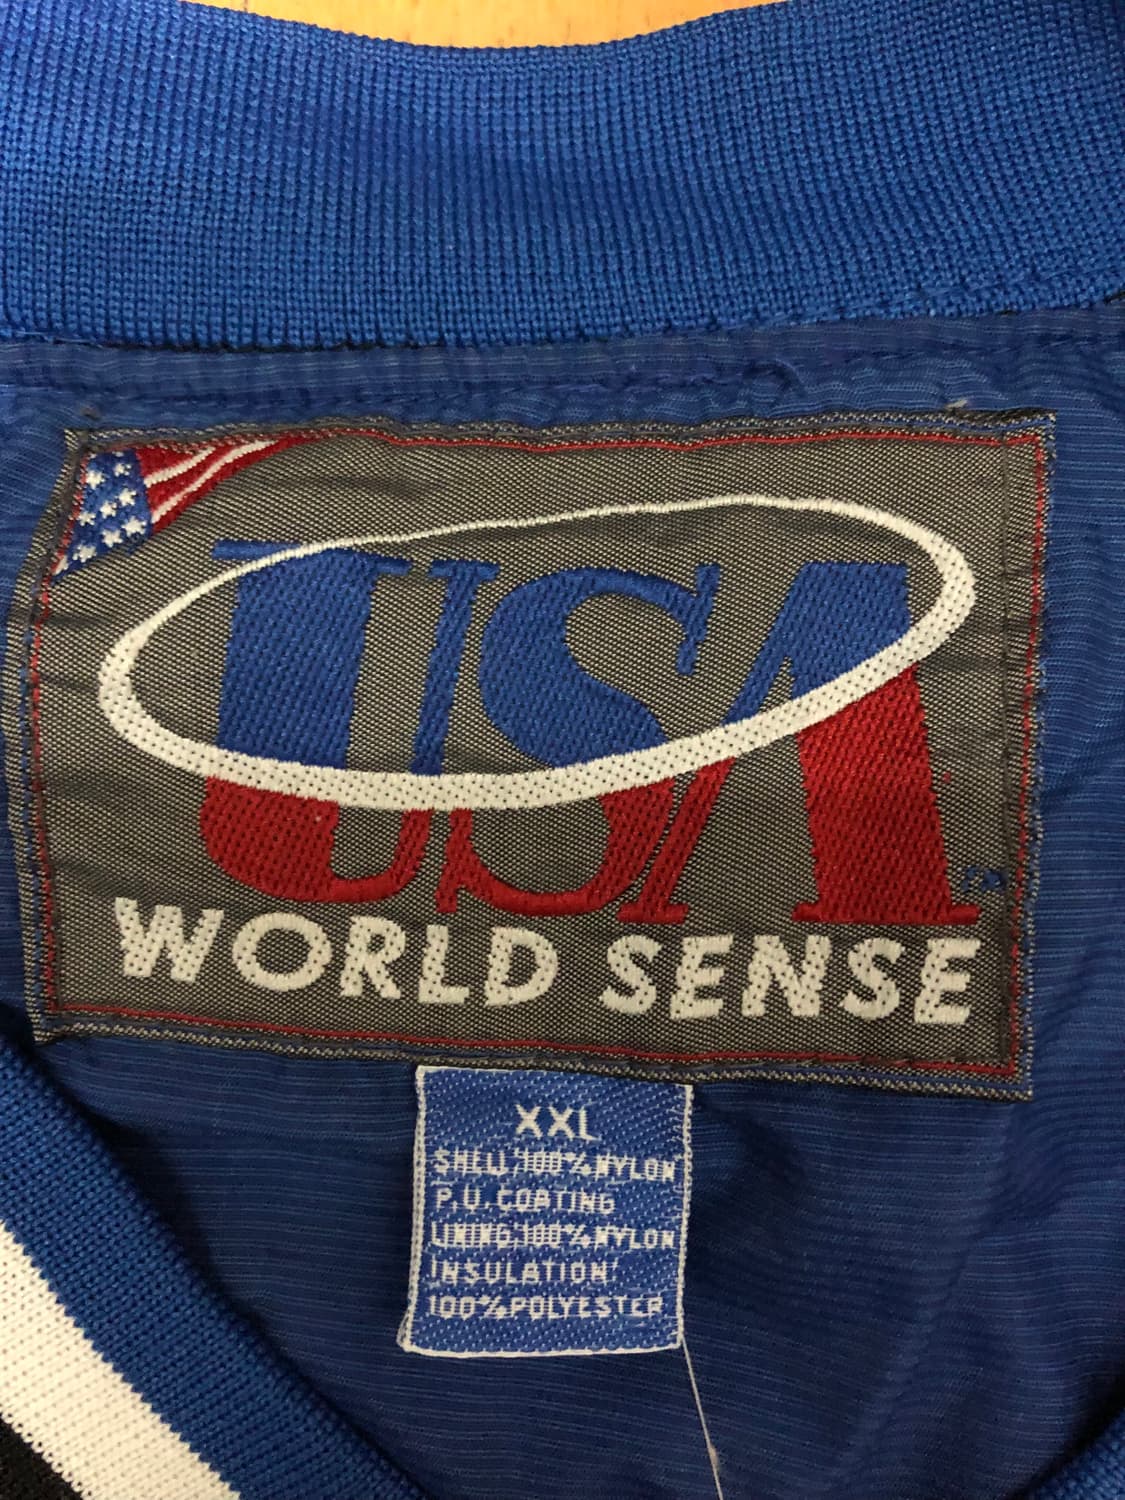 USA
WORLD SENSE
XXL
SHELL:100%NYLON
P.U.COATING
LINING:100%NYLON
INSULATION:
100%POLYESTER